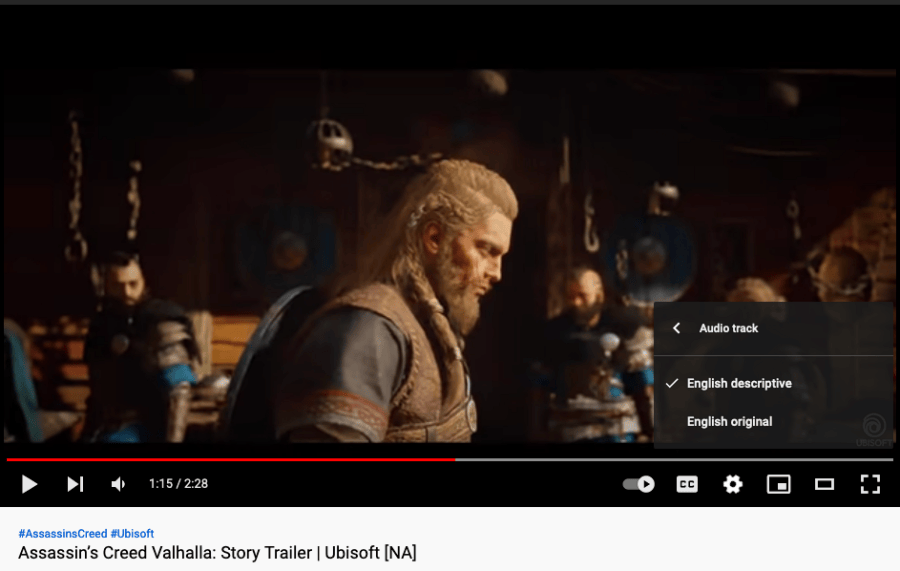 Audio track
English descriptive
English original
UBISOFT
1:15 / 2:28
CC
#AssassinsCreed #Ubisoft
Assassin’s Creed Valhalla: Story Trailer | Ubisoft [NA]